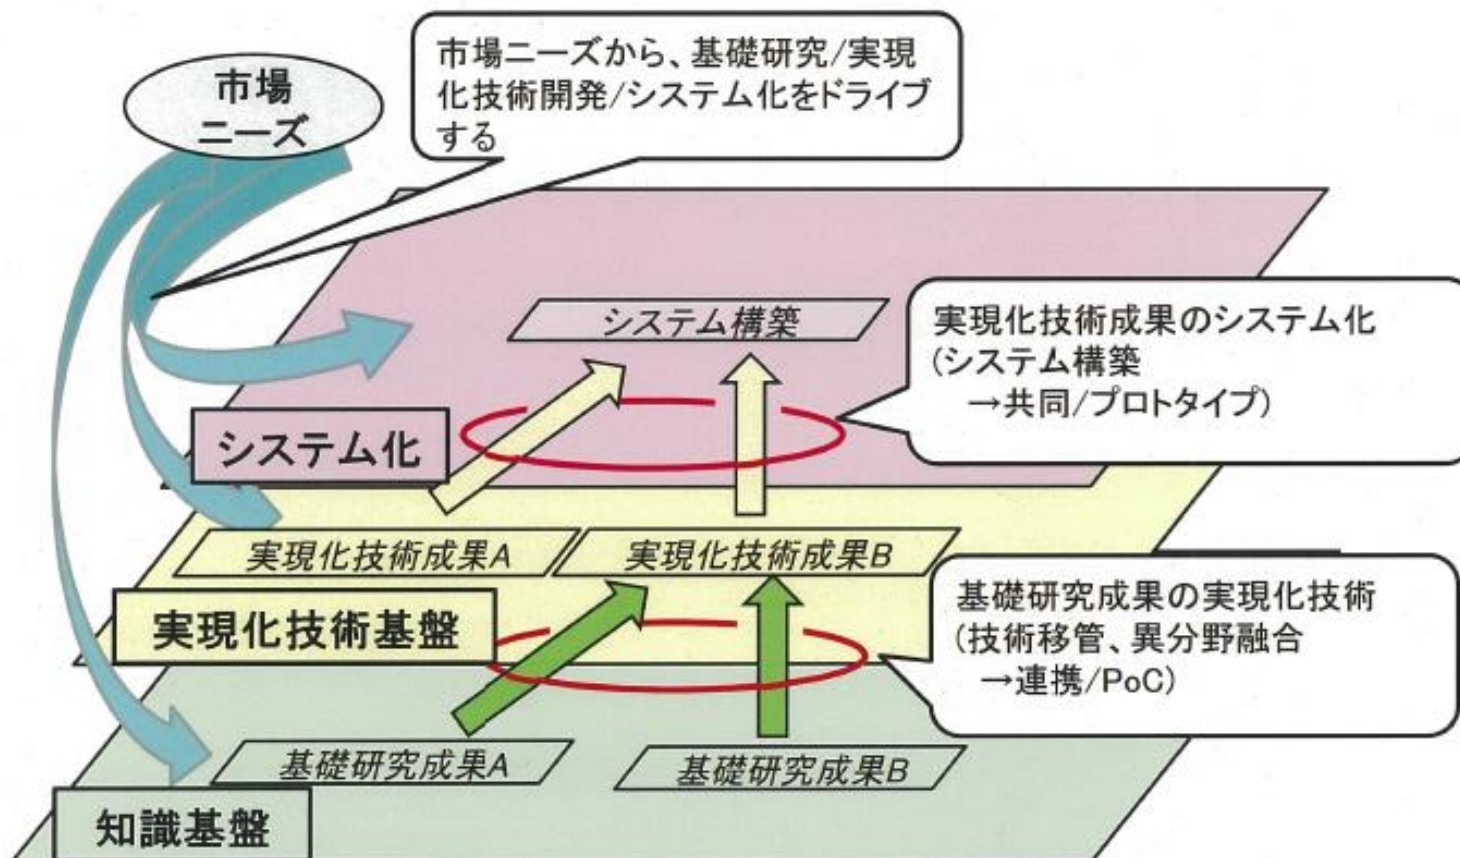 市場
ニーズ
市場ニーズから、基礎研究/実現
化技術開発/システム化をドライブ
する
システム構築
実現化技術成果のシステム化
(システム構築
→共同/プロトタイプ)
システム化
実現化技術成果A
実現化技術成果B
実現化技術基盤
基礎研究成果の実現化技術
(技術移管、異分野融合
→連携/PoC)
基礎研究成果A
基礎研究成果B
知識基盤